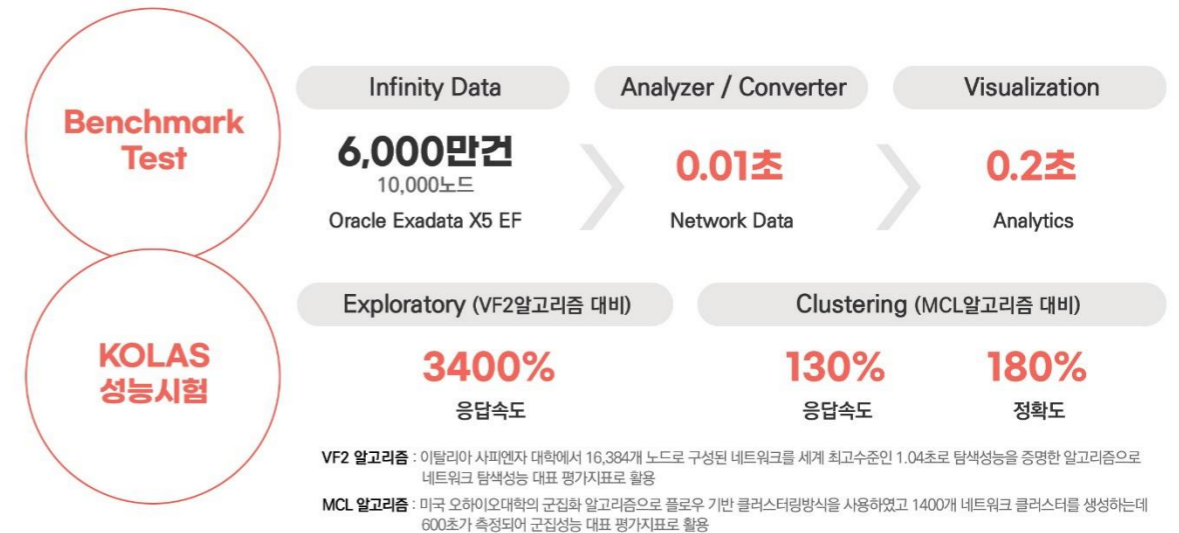 Benchmark
Test
Infinity Data
6,000만건
10,000노드
Oracle Exadata X5 EF
Analyzer / Converter
0.01초
Network Data
Visualization
0.2초
Analytics
KOLAS
성능시험
Exploratory (VF2알고리즘 대비)
3400%
응답속도
Clustering (MCL알고리즘 대비)
130%
응답속도
180%
정확도
VF2 알고리즘 : 이탈리아 사피엔자 대학에서 16,384개 노드로 구성된 네트워크를 세계 최고수준인 1.04초로 탐색성능을 증명한 알고리즘으로
네트워크 탐색성능 대표 평가지표로 활용
MCL 알고리즘 : 미국 오하이오대학의 군집화 알고리즘으로 플로우 기반 클러스터링방식을 사용하였고 1400개 네트워크 클러스터를 생성하는데
600초가 측정되어 군집성능 대표 평가지표로 활용